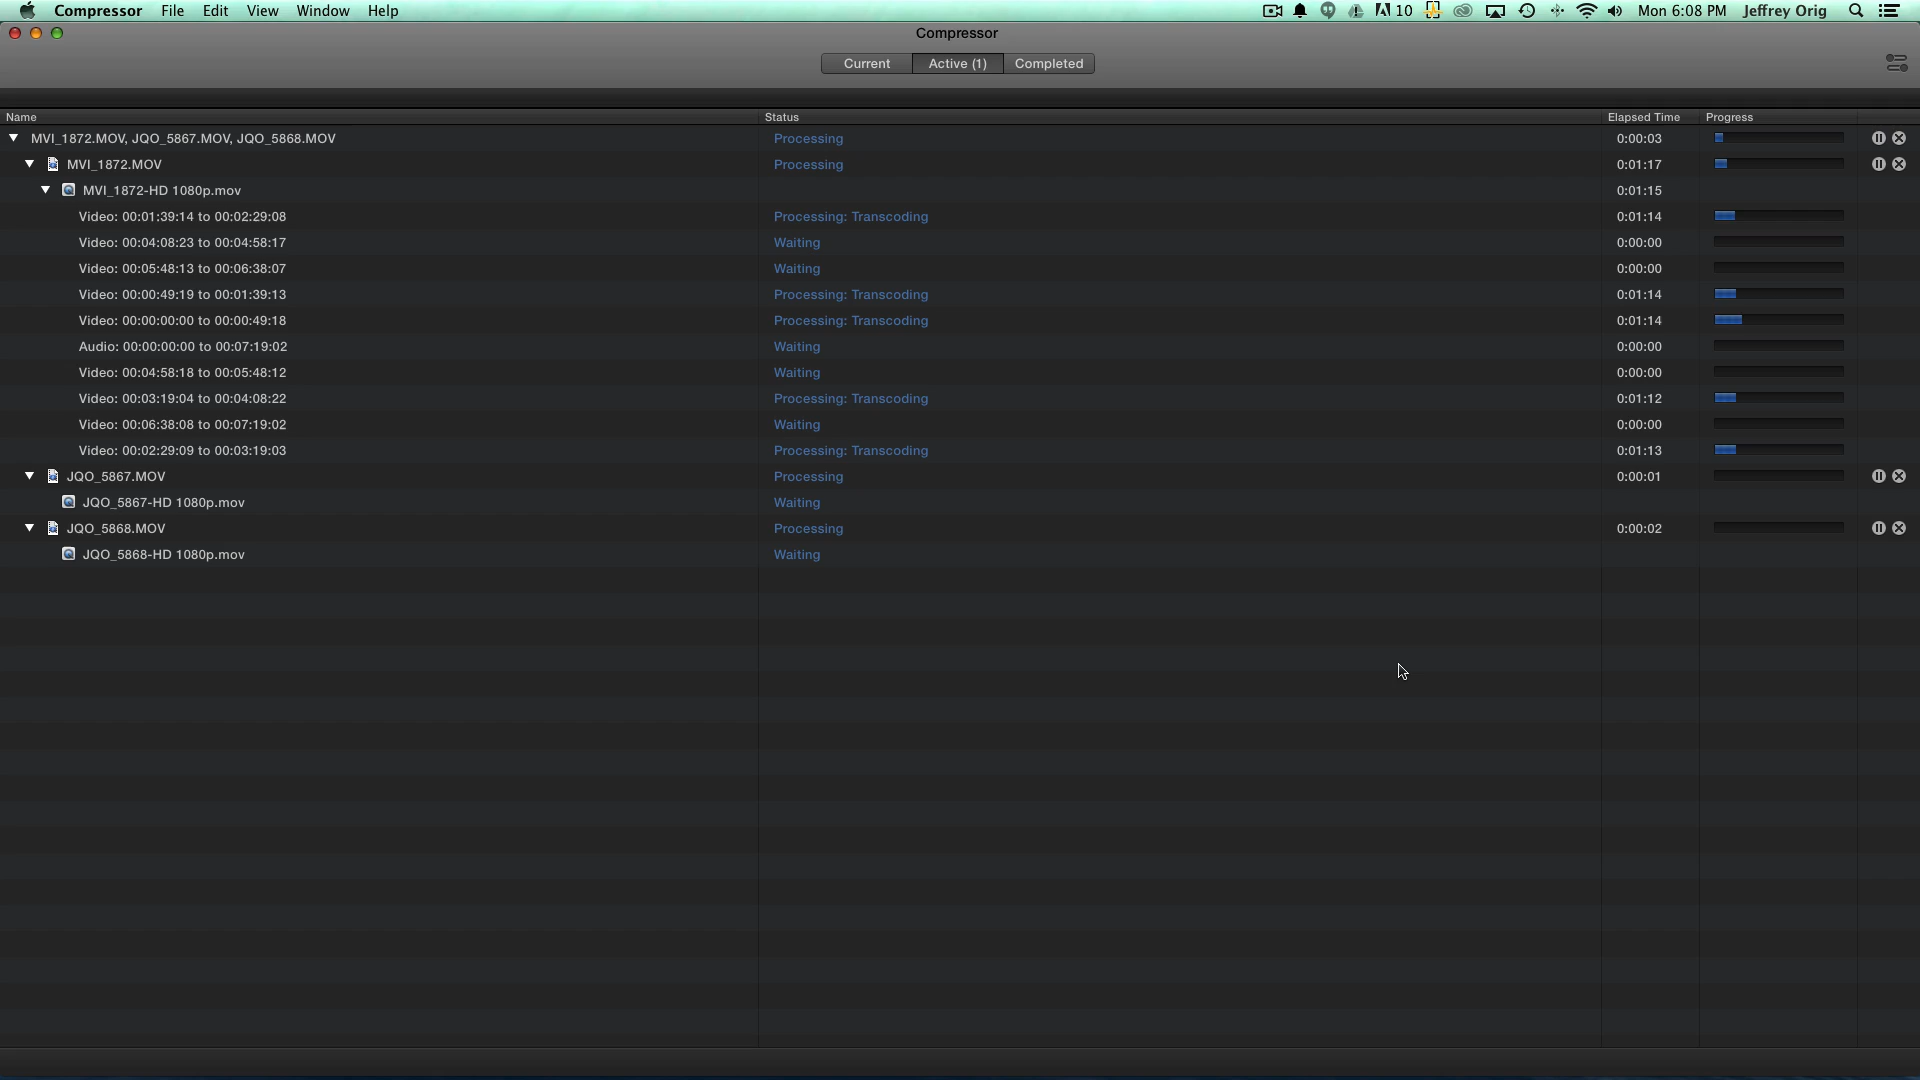 Compressor File Edit View Window Help 10 Mon 6:08 PM Jeffrey Orig
Compressor
Current Active (1) Completed
Name Status Elapsed Time Progress
MVI_1872.MOV, JQO_5867.MOV, JQO_5868.MOV Processing 0:00:03
MVI_1872.MOV Processing 0:01:17
MVI_1872-HD 1080p.mov 0:01:15
Video: 00:01:39:14 to 00:02:29:08 Processing: Transcoding 0:01:14
Video: 00:04:08:23 to 00:04:58:17 Waiting 0:00:00
Video: 00:05:48:13 to 00:06:38:07 Waiting 0:00:00
Video: 00:00:49:19 to 00:01:39:13 Processing: Transcoding 0:01:14
Video: 00:00:00:00 to 00:00:49:18 Processing: Transcoding 0:01:14
Audio: 00:00:00:00 to 00:07:19:02 Waiting 0:00:00
Video: 00:04:58:18 to 00:05:48:12 Waiting 0:00:00
Video: 00:03:19:04 to 00:04:08:22 Processing: Transcoding 0:01:12
Video: 00:06:38:08 to 00:07:19:02 Waiting 0:00:00
Video: 00:02:29:09 to 00:03:19:03 Processing: Transcoding 0:01:13
JQO_5867.MOV Processing 0:00:01
JQO_5867-HD 1080p.mov Waiting
JQO_5868.MOV Processing 0:00:02
JQO_5868-HD 1080p.mov Waiting